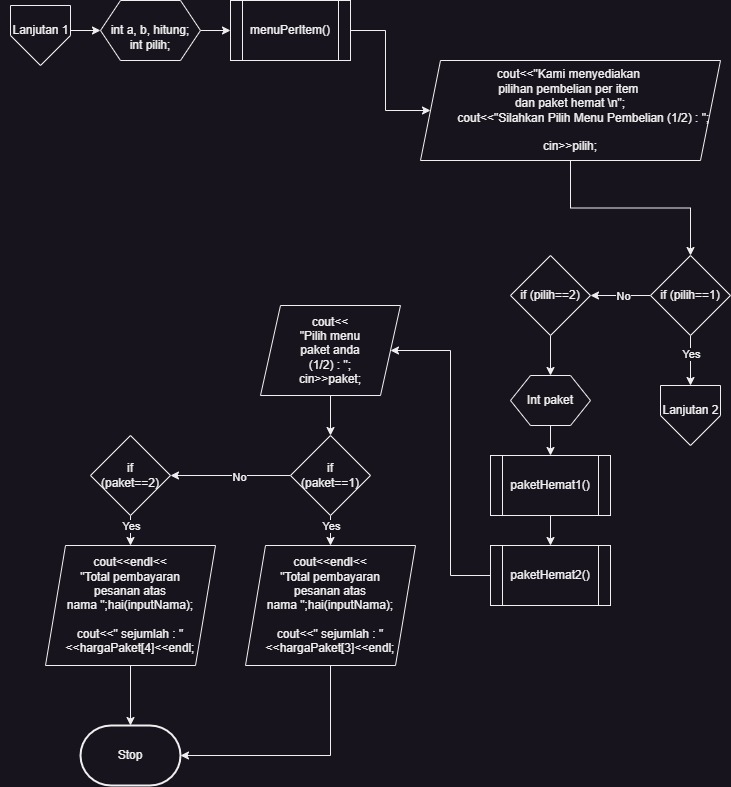 Lanjutan 1
int a, b, hitung;
int pilih;
menuPerItem()
cout<<"Kami menyediakan
pilihan pembelian per item
dan paket hemat \n";
cout<<"Silahkan Pilih Menu Pembelian (1/2) : ";
cin>>pilih;
if (pilih==1)
No
if (pilih==2)
Yes
Lanjutan 2
Int paket
paketHemat1()
paketHemat2()
cout<<
"Pilih menu
paket anda
(1/2) : ";
cin>>paket;
if
(paket==1)
No
if
(paket==2)
Yes
Yes
cout<<endl<<
"Total pembayaran
pesanan atas
nama ";hai(inputNama);
cout<<" sejumlah : "
<<hargaPaket[4]<<endl;
cout<<endl<<
"Total pembayaran
pesanan atas
nama ";hai(inputNama);
cout<<" sejumlah : "
<<hargaPaket[3]<<endl;
Stop